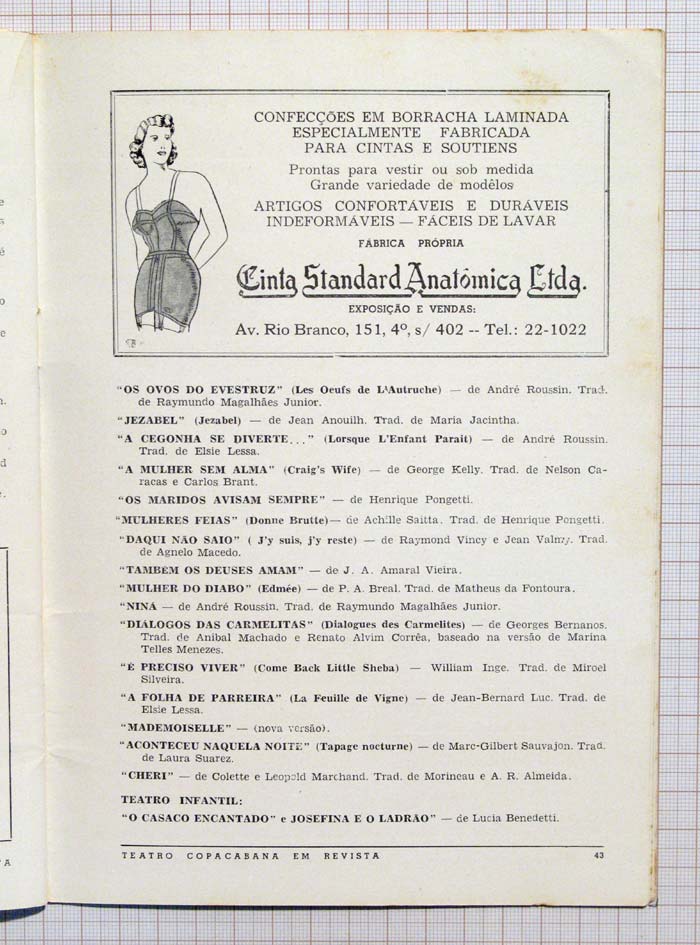 CONFECÇÕES EM BORRACHA LAMINADA
ESPECIALMENTE FABRICADA
PARA CINTAS E SOUTIENS
Prontas para vestir ou sob medida
Grande variedade de modêlos
ARTIGOS CONFORTÁVEIS E DURÁVEIS
INDEFORMÁVEIS — FÁCEIS DE LAVAR
FÁBRICA PRÓPRIA
Cinta Standard Anatômica Ltda.
EXPOSIÇÃO E VENDAS:
Av. Rio Branco, 151, 4º, s/ 402 -- Tel.: 22-1022
"OS OVOS DO EVESTRUZ" (Les Oeufs de L'Autruche) — de André Roussin. Trad.
de Raymundo Magalhães Junior.
"JEZABEL" (Jezabel) — de Jean Anouilh. Trad. de Maria Jacintha.
"A CEGONHA SE DIVERTE..." (Lorsque L'Enfant Parait) — de André Roussin.
Trad. de Elsie Lessa.
"A MULHER SEM ALMA" (Craig's Wife) — de George Kelly. Trad. de Nelson Ca-
racas e Carlos Brant.
"OS MARIDOS AVISAM SEMPRE" — de Henrique Pongetti.
"MULHERES FEIAS" (Donne Brutte) — de Achille Saitta. Trad. de Henrique Pongetti.
"DAQUI NÃO SAIO" ( J'y suis, j'y reste) — de Raymond Vincy e Jean Valmy. Trad.
de Agnelo Macedo.
"TAMBÉM OS DEUSES AMAM" — de J. A. Amaral Vieira.
"MULHER DO DIABO" (Edmée) — de P. A. Breal. Trad. de Matheus da Fontoura.
"NINA — de André Roussin. Trad. de Raymundo Magalhães Junior.
"DIÁLOGOS DAS CARMELITAS" (Dialogues des Carmelites) — de Georges Bernanos.
Trad. de Anibal Machado e Renato Alvim Corrêa, baseado na versão de Marina
Telles Menezes.
"É PRECISO VIVER" (Come Back Little Sheba) — William Inge. Trad. de Miroel
Silveira.
"A FOLHA DE PARREIRA" (La Feuille de Vigne) — de Jean-Bernard Luc. Trad. de
Elsie Lessa.
"MADEMOISELLE" — (nova versão).
"ACONTECEU NAQUELA NOITE" (Tapage nocturne) — de Marc-Gilbert Sauvajon. Trad.
de Laura Suarez.
"CHERI" — de Colette e Leopold Marchand. Trad. de Morineau e A. R. Almeida.
TEATRO INFANTIL:
"O CASACO ENCANTADO" e JOSEFINA E O LADRÃO" — de Lucia Benedetti.
TEATRO COPACABANA EM REVISTA 43